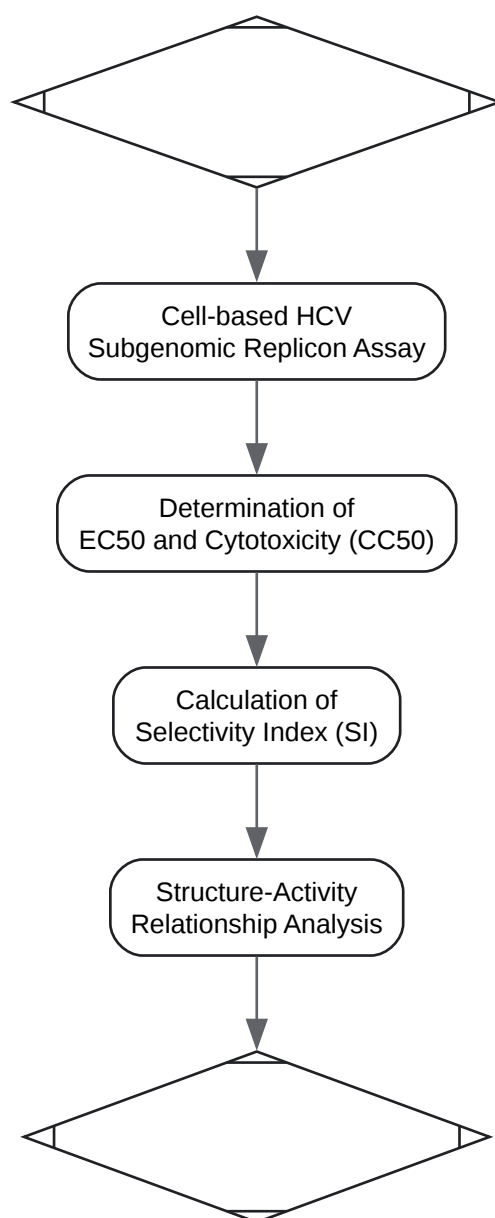 Cell-based HCV
Subgenomic Replicon Assay
Determination of
EC50 and Cytotoxicity (CC50)
Calculation of
Selectivity Index (SI)
Structure-Activity
Relationship Analysis